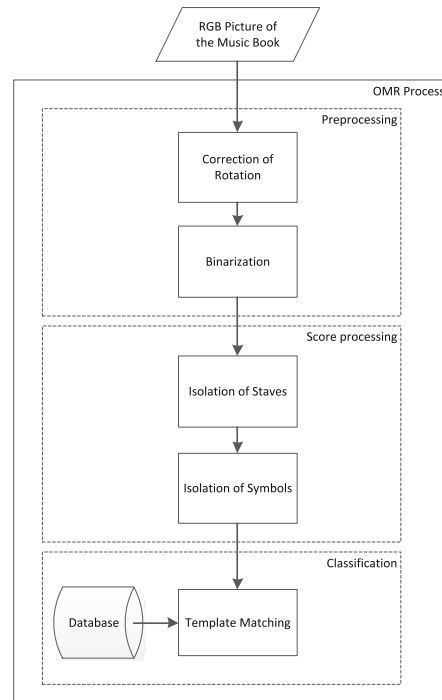 RGB Picture of
the Music Book
OMR Process
Preprocessing
Correction of
Rotation
Binarization
Score processing
Isolation of Staves
Isolation of Symbols
Classification
Database
Template Matching